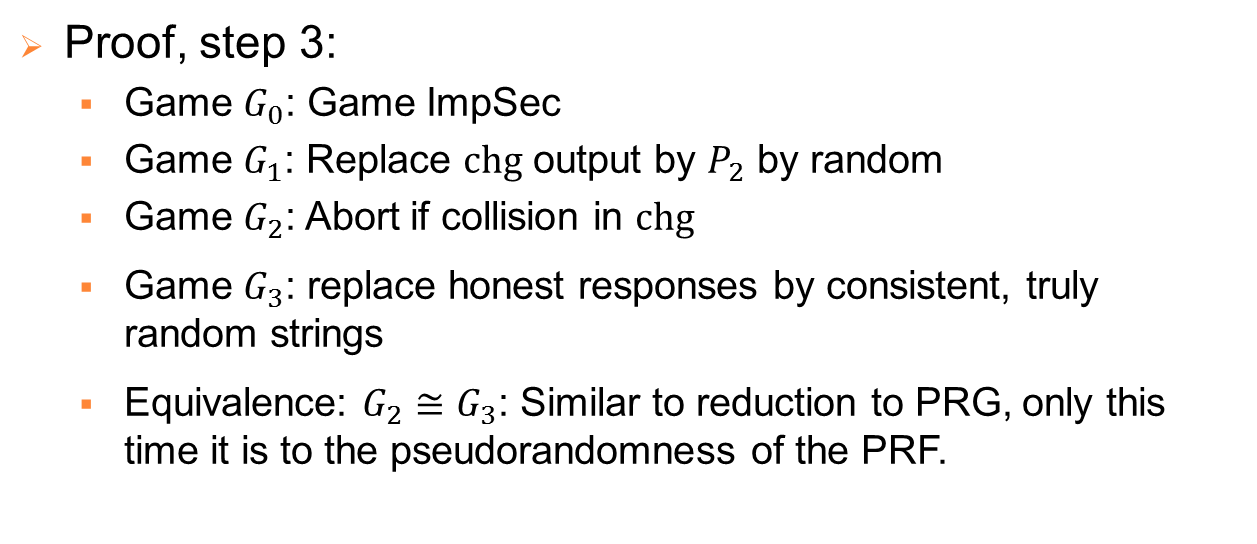 ➢ Proof, step 3:
▪ Game G₀: Game ImpSec
▪ Game G₁: Replace chg output by P₂ by random
▪ Game G₂: Abort if collision in chg
▪ Game G₃: replace honest responses by consistent, truly
random strings
▪ Equivalence: G₂ ≅ G₃: Similar to reduction to PRG, only this
time it is to the pseudorandomness of the PRF.